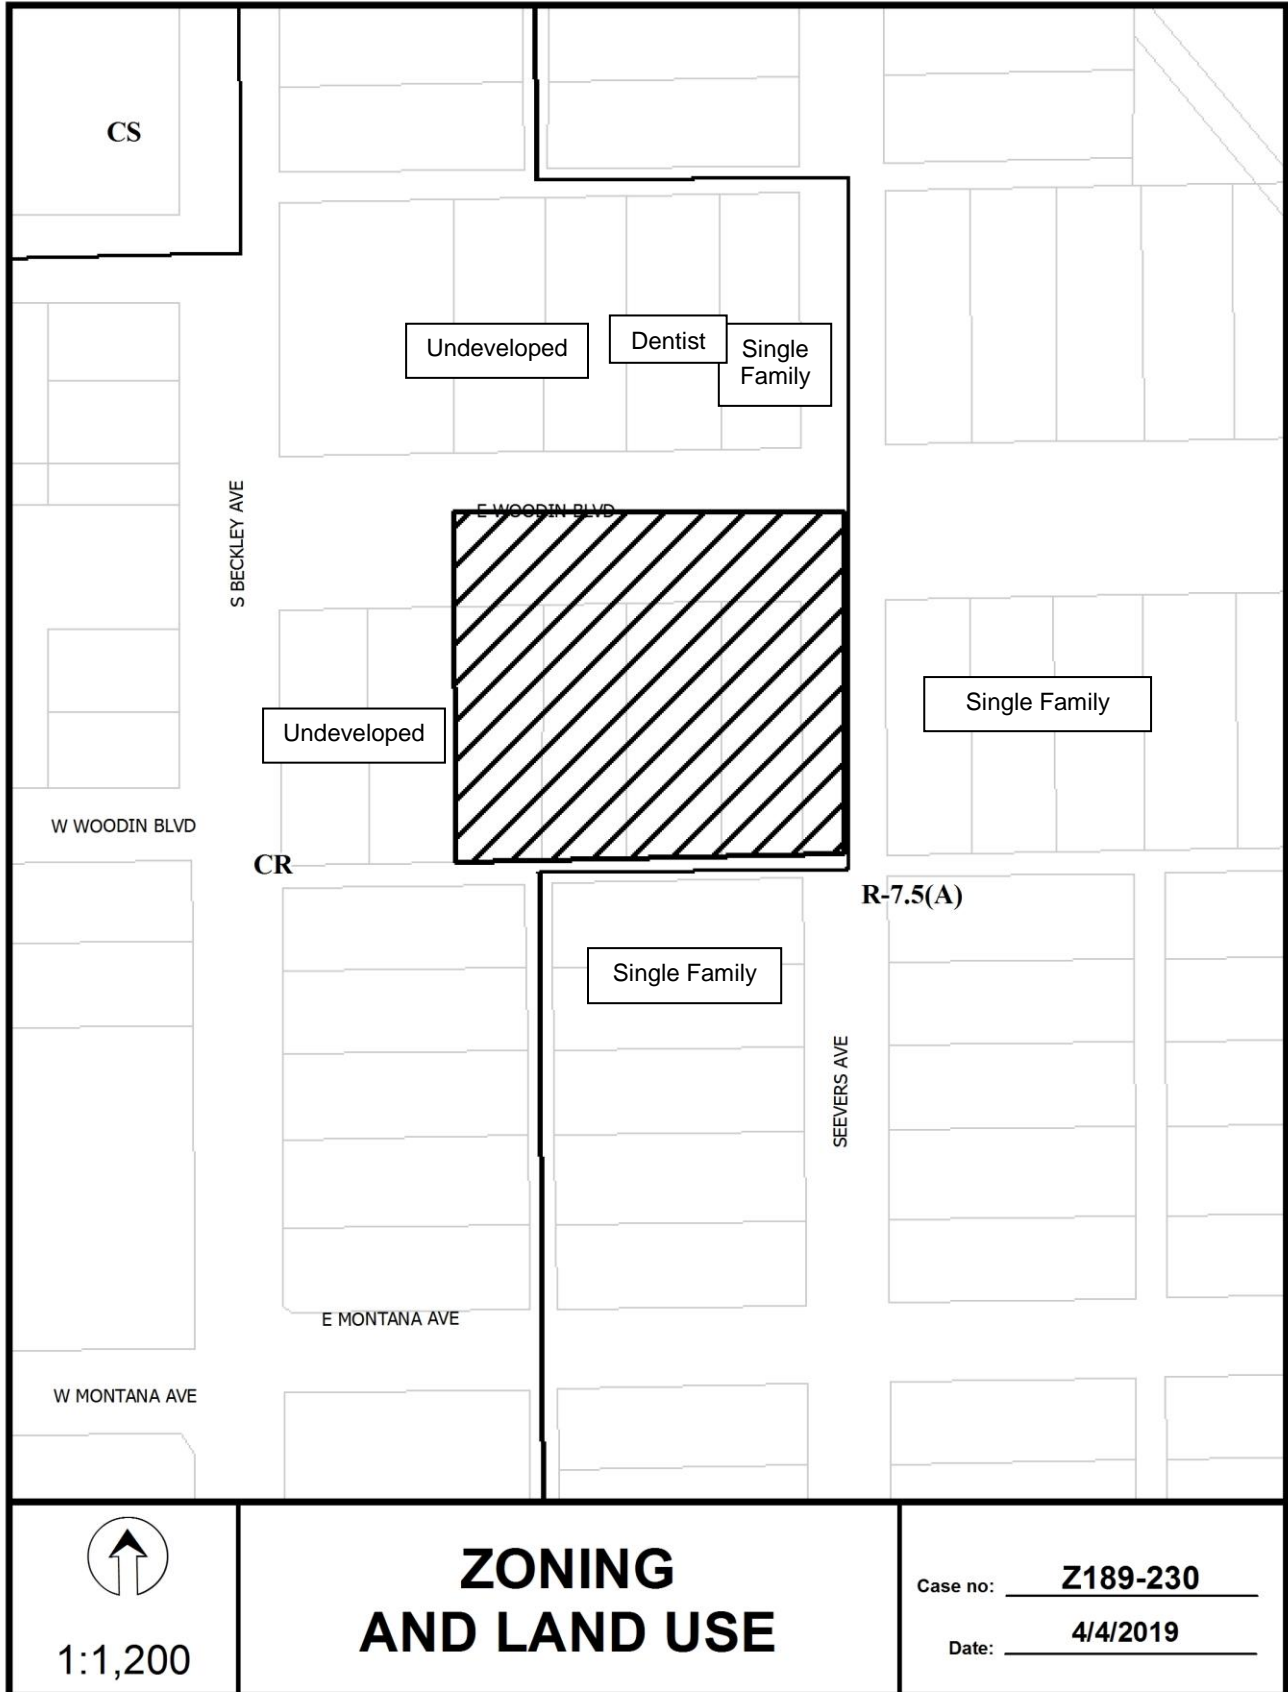 CS
Undeveloped
Dentist
Single
Family
S BECKLEY AVE
E WOODIN BLVD
Single Family
Undeveloped
W WOODIN BLVD
CR
R-7.5(A)
Single Family
SEEVERS AVE
E MONTANA AVE
W MONTANA AVE
1:1,200
ZONING
AND LAND USE
Case no: Z189-230
Date: 4/4/2019